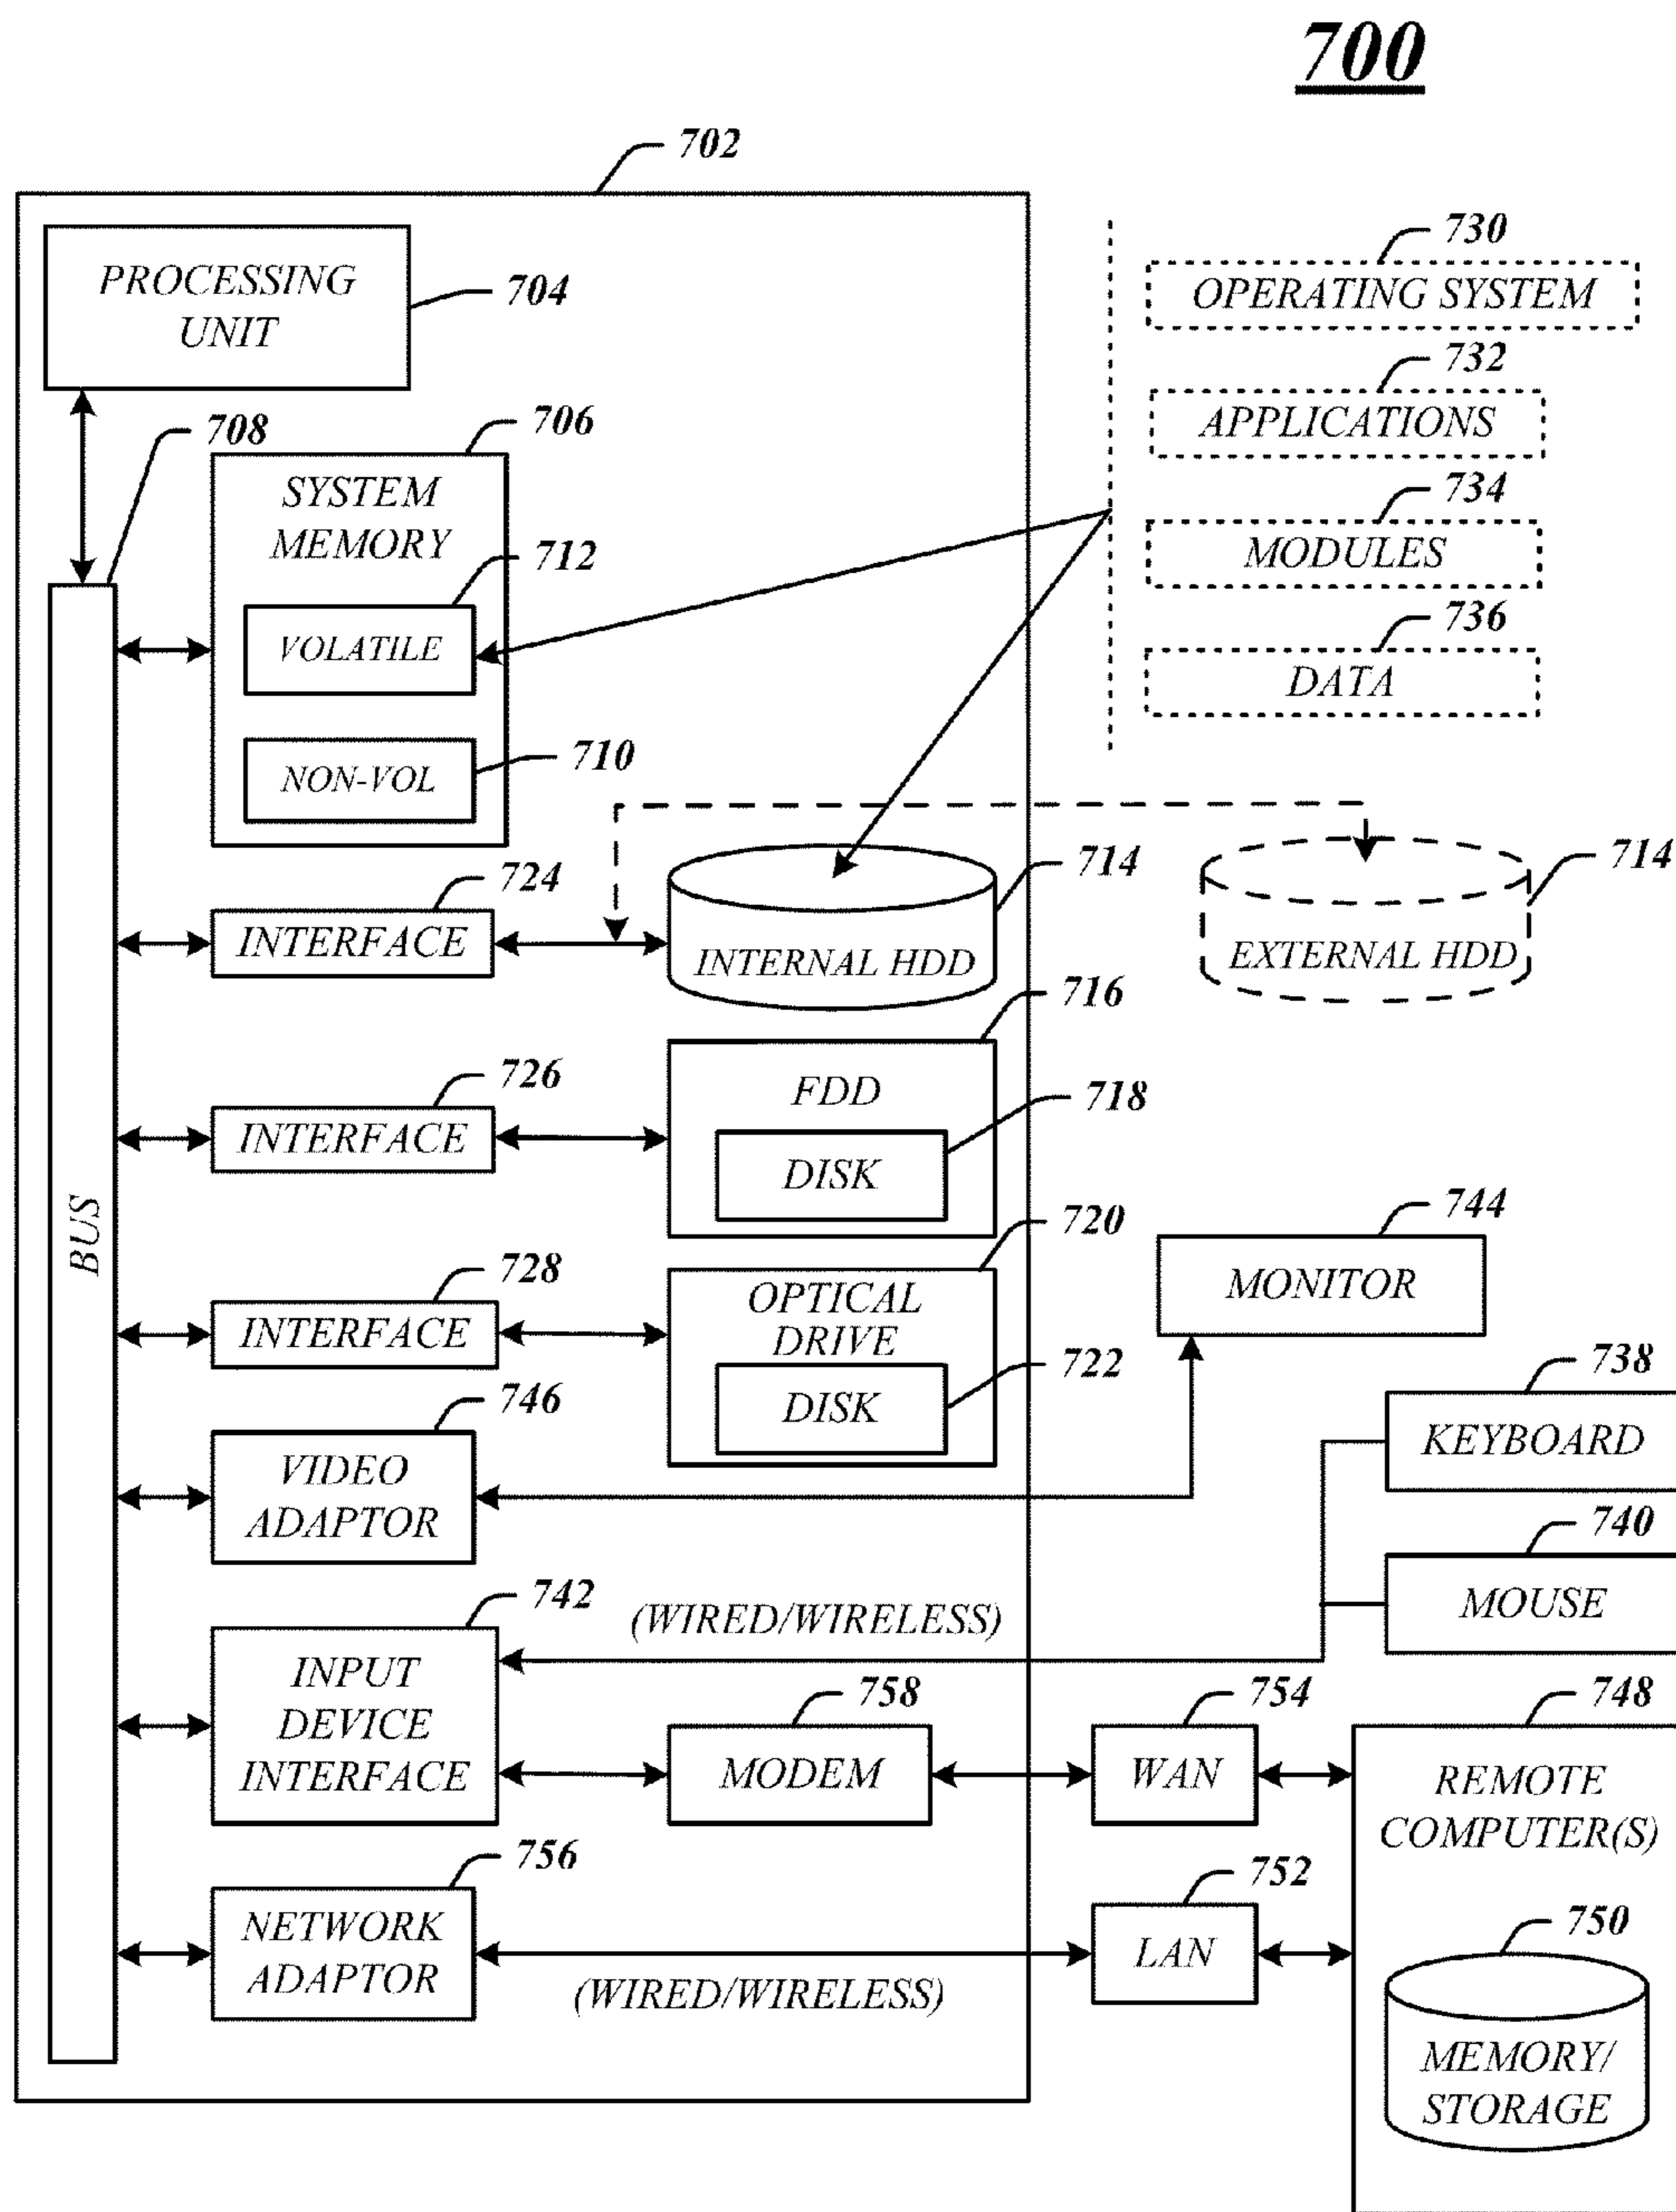 700
702
PROCESSING
UNIT
704
730
OPERATING SYSTEM
732
APPLICATIONS
734
MODULES
736
DATA
708
706
SYSTEM
MEMORY
712
VOLATILE
710
NON-VOL
724
INTERFACE
714
INTERNAL HDD
714
EXTERNAL HDD
716
726
INTERFACE
FDD
718
DISK
BUS
720
728
INTERFACE
OPTICAL
DRIVE
722
DISK
744
MONITOR
738
KEYBOARD
746
VIDEO
ADAPTOR
740
MOUSE
742
(WIRED/WIRELESS)
INPUT
DEVICE
INTERFACE
758
MODEM
754
WAN
748
REMOTE
COMPUTER(S)
756
NETWORK
ADAPTOR
(WIRED/WIRELESS)
752
LAN
750
MEMORY/
STORAGE